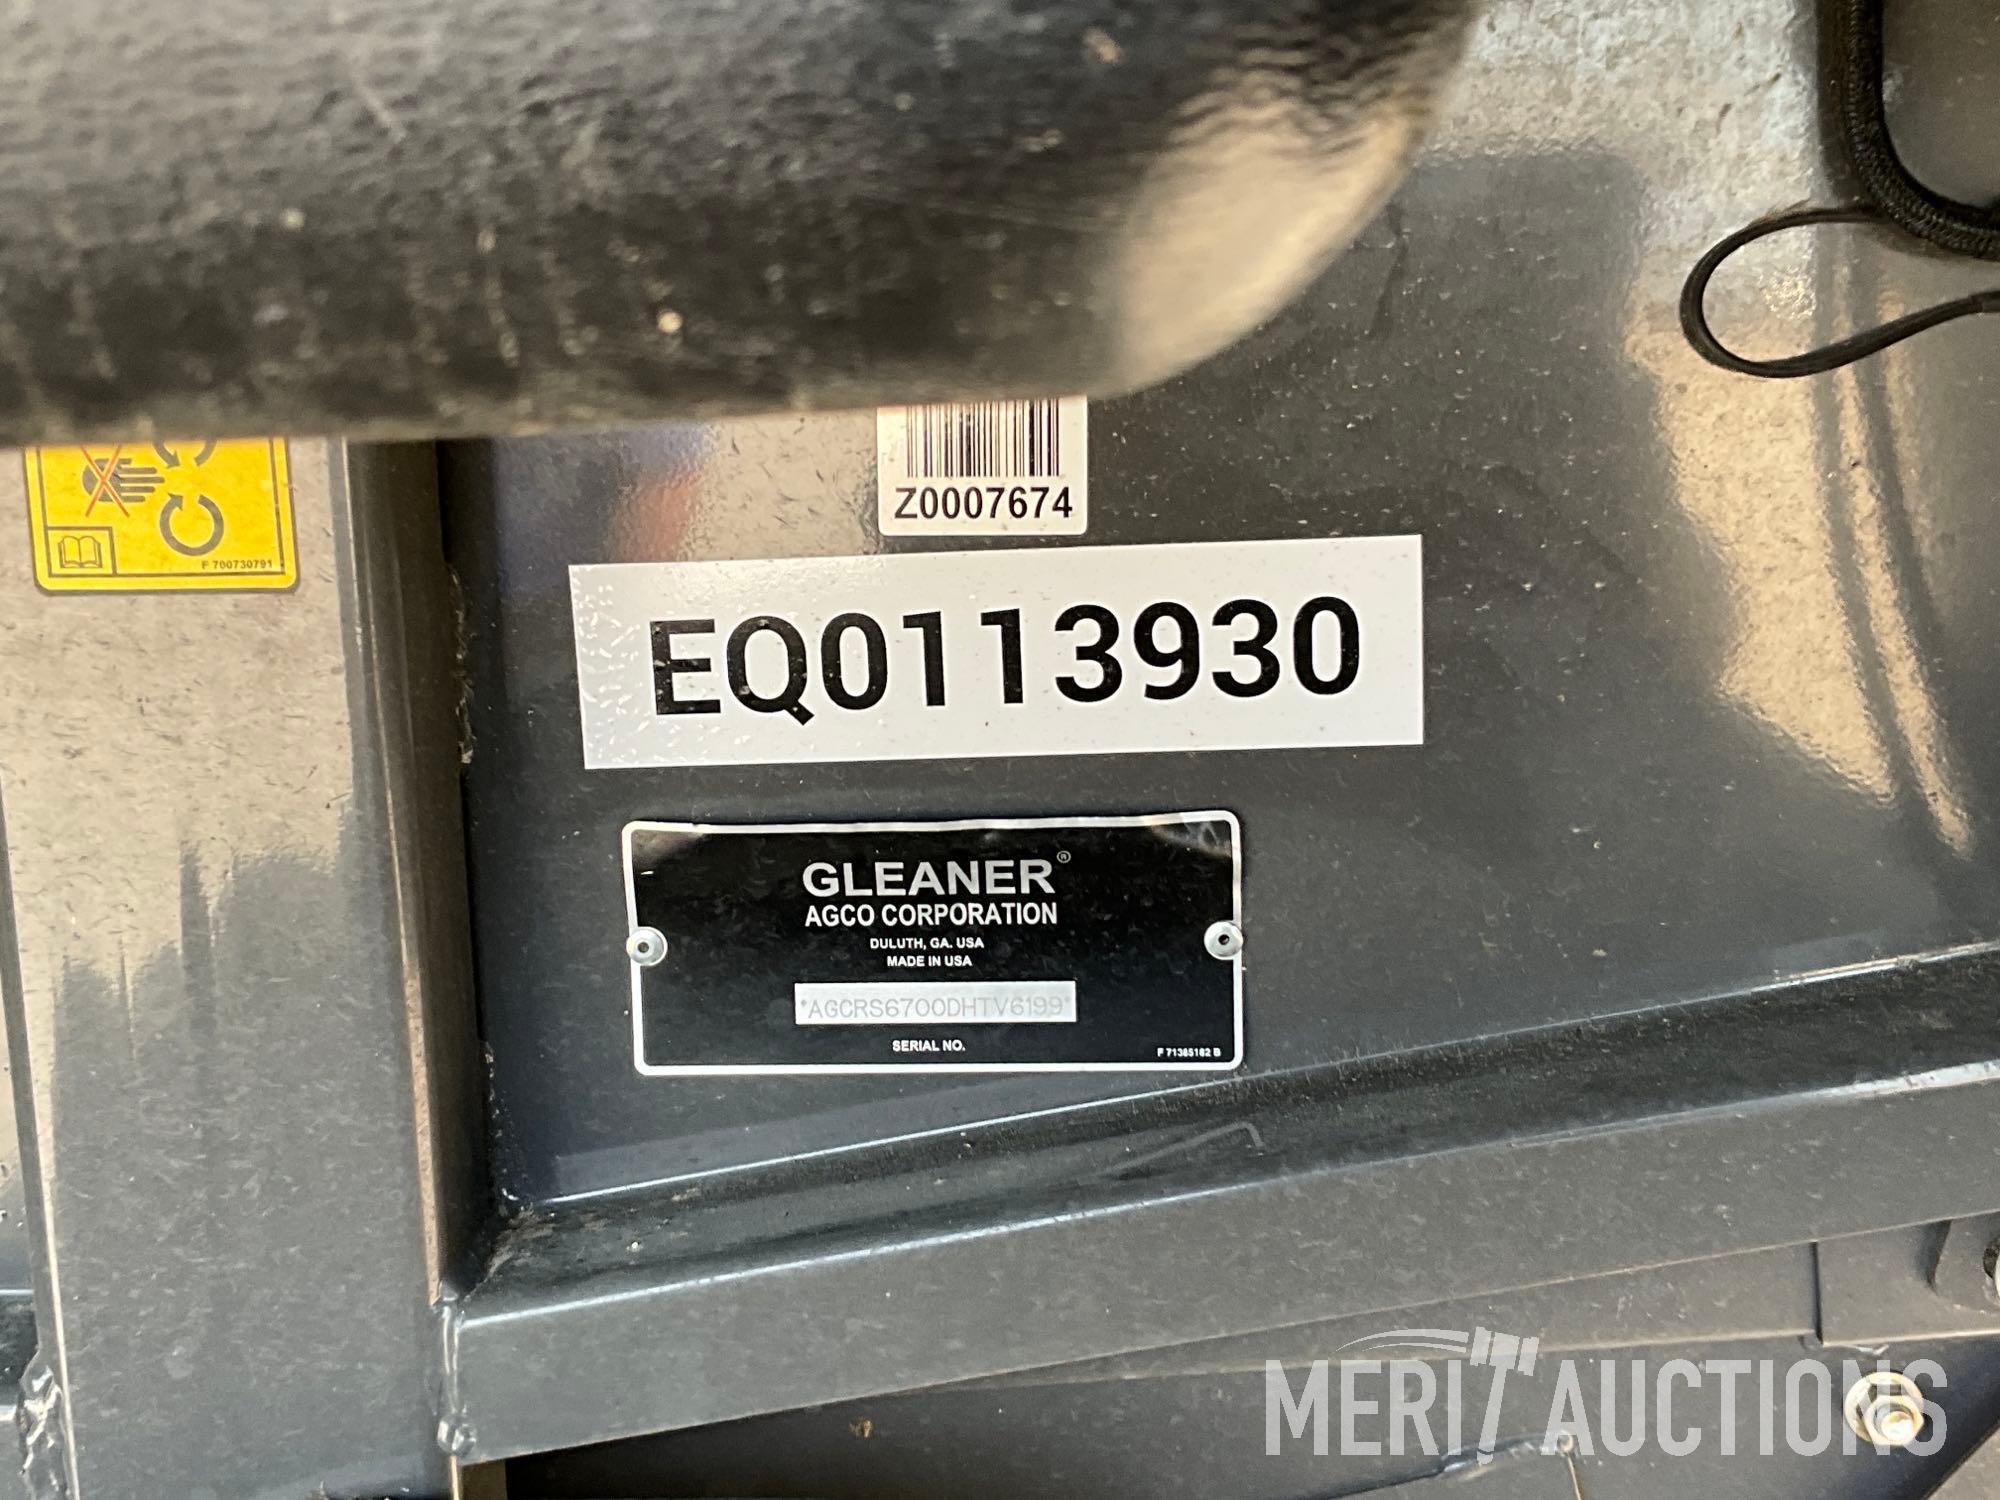 Z0007674
F 700730791
EQ0113930
GLEANER®
AGCO CORPORATION
DULUTH, GA. USA
MADE IN USA
*AGCRS6700DHTV6199*
SERIAL NO.
F 71385182 B
MERIT AUCTIONS